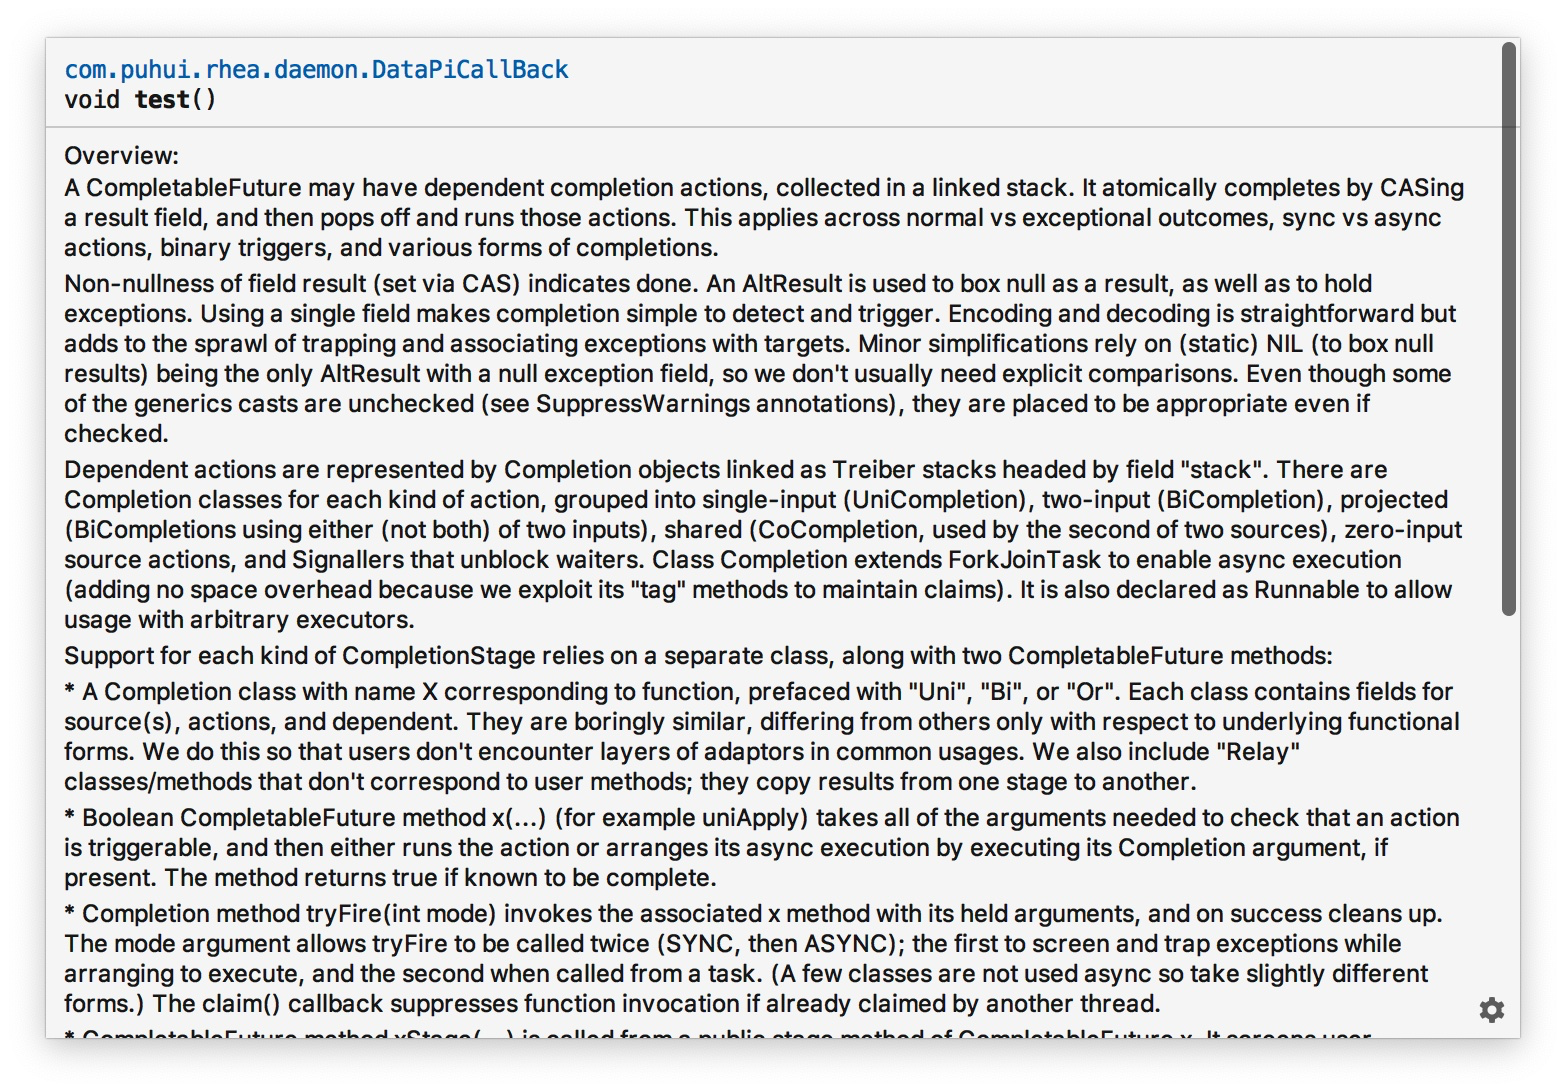 com.puhui.rhea.daemon.DataPiCallBack
void test()
Overview:
A CompletableFuture may have dependent completion actions, collected in a linked stack. It atomically completes by CASing
a result field, and then pops off and runs those actions. This applies across normal vs exceptional outcomes, sync vs async
actions, binary triggers, and various forms of completions.
Non-nullness of field result (set via CAS) indicates done. An AltResult is used to box null as a result, as well as to hold
exceptions. Using a single field makes completion simple to detect and trigger. Encoding and decoding is straightforward but
adds to the sprawl of trapping and associating exceptions with targets. Minor simplifications rely on (static) NIL (to box null
results) being the only AltResult with a null exception field, so we don't usually need explicit comparisons. Even though some
of the generics casts are unchecked (see SuppressWarnings annotations), they are placed to be appropriate even if
checked.
Dependent actions are represented by Completion objects linked as Treiber stacks headed by field "stack". There are
Completion classes for each kind of action, grouped into single-input (UniCompletion), two-input (BiCompletion), projected
(BiCompletions using either (not both) of two inputs), shared (CoCompletion, used by the second of two sources), zero-input
source actions, and Signallers that unblock waiters. Class Completion extends ForkJoinTask to enable async execution
(adding no space overhead because we exploit its "tag" methods to maintain claims). It is also declared as Runnable to allow
usage with arbitrary executors.
Support for each kind of CompletionStage relies on a separate class, along with two CompletableFuture methods:
* A Completion class with name X corresponding to function, prefaced with "Uni", "Bi", or "Or". Each class contains fields for
source(s), actions, and dependent. They are boringly similar, differing from others only with respect to underlying functional
forms. We do this so that users don't encounter layers of adaptors in common usages. We also include "Relay"
classes/methods that don't correspond to user methods; they copy results from one stage to another.
* Boolean CompletableFuture method x(...) (for example uniApply) takes all of the arguments needed to check that an action
is triggerable, and then either runs the action or arranges its async execution by executing its Completion argument, if
present. The method returns true if known to be complete.
* Completion method tryFire(int mode) invokes the associated x method with its held arguments, and on success cleans up.
The mode argument allows tryFire to be called twice (SYNC, then ASYNC); the first to screen and trap exceptions while
arranging to execute, and the second when called from a task. (A few classes are not used async so take slightly different
forms.) The claim() callback suppresses function invocation if already claimed by another thread.
* CompletableFuture method xStage(...) is called from a public stage method of CompletableFuture x. It screens user